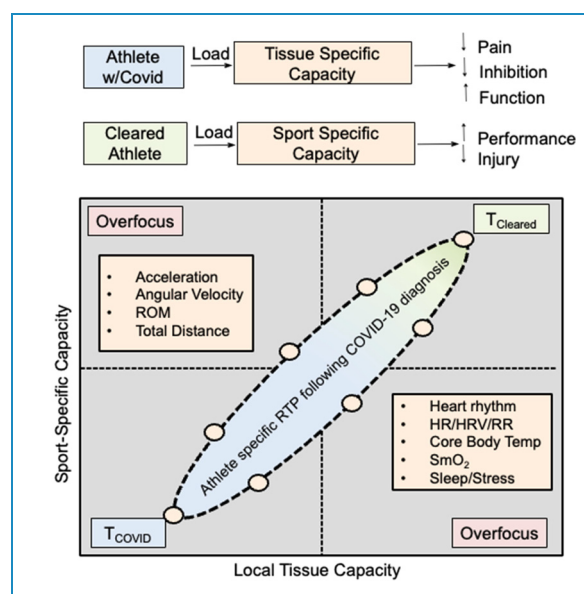 Athlete
w/Covid
Load
Tissue Specific
Capacity
↓ Pain
↓ Inhibition
↑ Function
Cleared
Athlete
Load
Sport Specific
Capacity
↑ Performance
↓ Injury
Overfocus
T_Cleared
• Acceleration
• Angular Velocity
• ROM
• Total Distance
Athlete specific RTP following COVID-19 diagnosis
• Heart rhythm
• HR/HRV/RR
• Core Body Temp
• SmO₂
• Sleep/Stress
T_COVID
Overfocus
Sport-Specific Capacity
Local Tissue Capacity